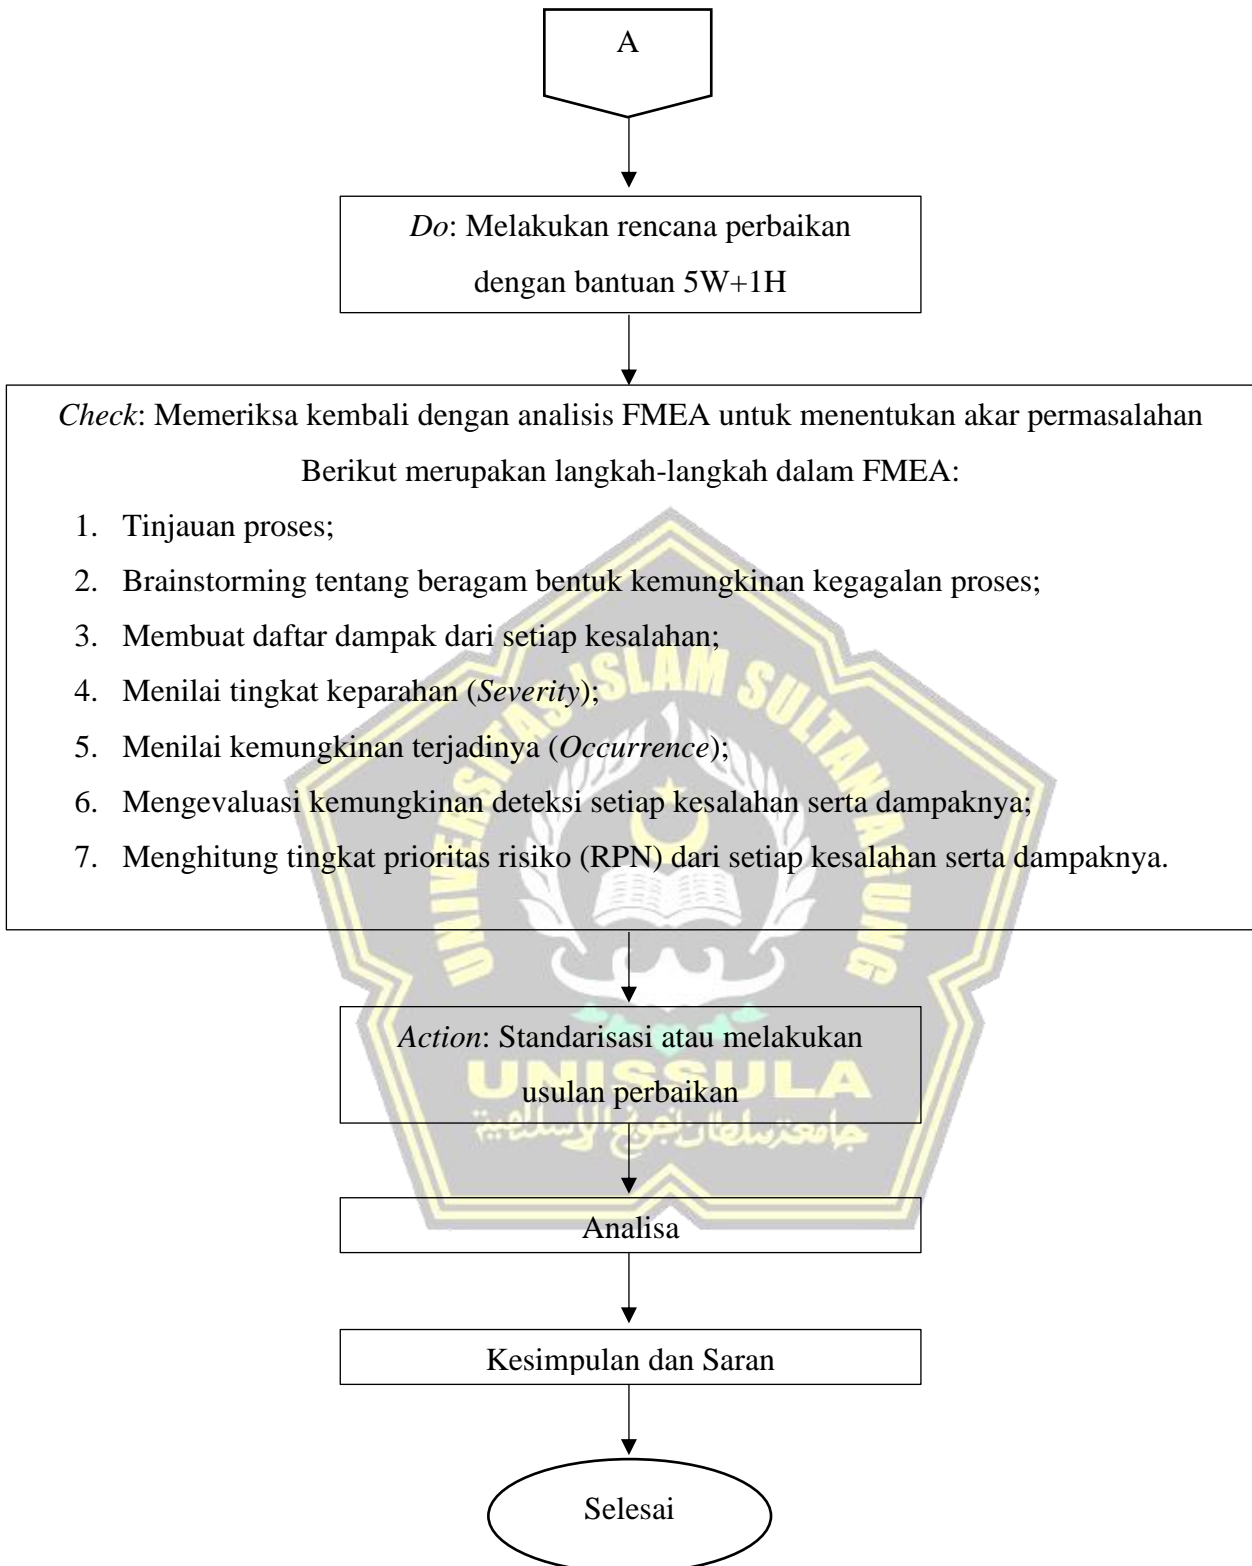 A
Do: Melakukan rencana perbaikan
dengan bantuan 5W+1H
Check: Memeriksa kembali dengan analisis FMEA untuk menentukan akar permasalahan
Berikut merupakan langkah-langkah dalam FMEA:
1. Tinjauan proses;
2. Brainstorming tentang beragam bentuk kemungkinan kegagalan proses;
3. Membuat daftar dampak dari setiap kesalahan;
4. Menilai tingkat keparahan (Severity);
5. Menilai kemungkinan terjadinya (Occurrence);
6. Mengevaluasi kemungkinan deteksi setiap kesalahan serta dampaknya;
7. Menghitung tingkat prioritas risiko (RPN) dari setiap kesalahan serta dampaknya.
UNIVERSITAS ISLAM SULTAN AGUNG
Action: Standarisasi atau melakukan
usulan perbaikan
UNISSULA
جامعة سلطان أجونج الإسلامية
Analisa
Kesimpulan dan Saran
Selesai